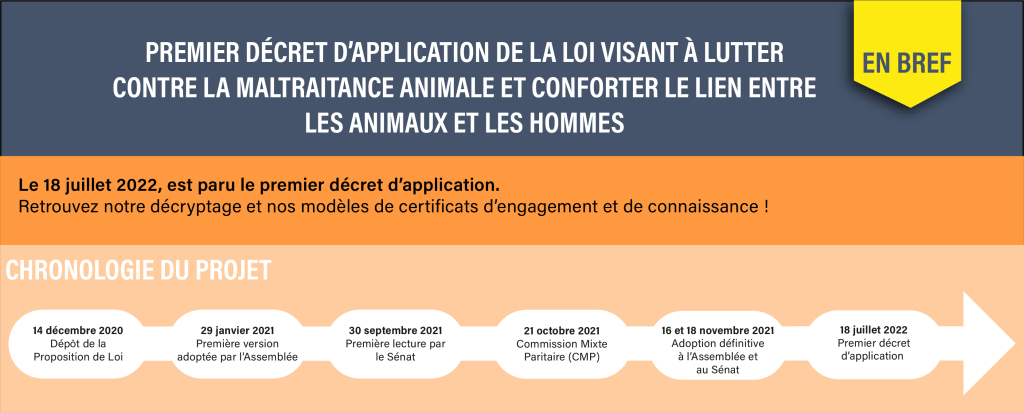 PREMIER DÉCRET D'APPLICATION DE LA LOI VISANT À LUTTER
CONTRE LA MALTRAITANCE ANIMALE ET CONFORTER LE LIEN ENTRE
LES ANIMAUX ET LES HOMMES
EN BREF
Le 18 juillet 2022, est paru le premier décret d'application.
Retrouvez notre décryptage et nos modèles de certificats d'engagement et de connaissance !
CHRONOLOGIE DU PROJET
14 décembre 2020
Dépôt de la
Proposition de Loi
29 janvier 2021
Première version
adoptée par l'Assemblée
30 septembre 2021
Première lecture par
le Sénat
21 octobre 2021
Commission Mixte
Paritaire (CMP)
16 et 18 novembre 2021
Adoption définitive
à l'Assemblée et
au Sénat
18 juillet 2022
Premier décret
d'application